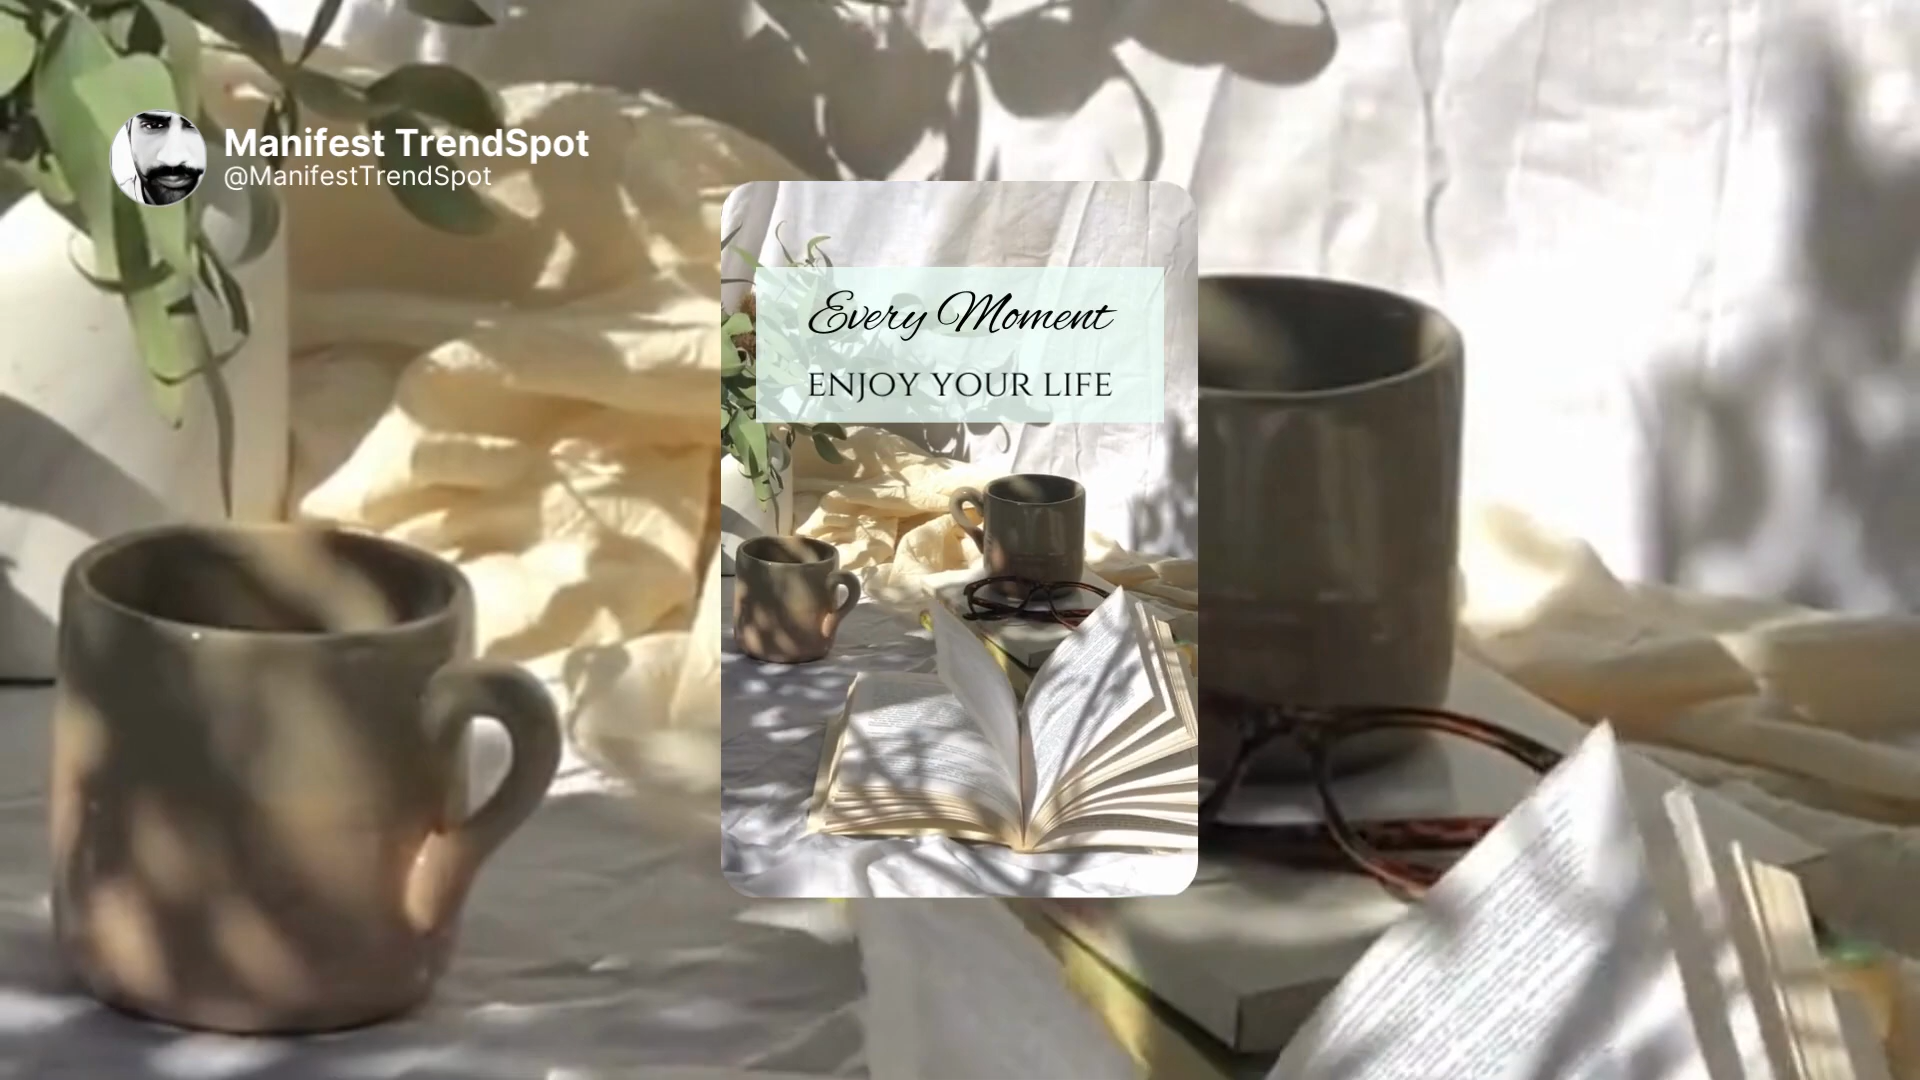 Manifest TrendSpot
@ManifestTrendSpot
Every Moment
ENJOY YOUR LIFE